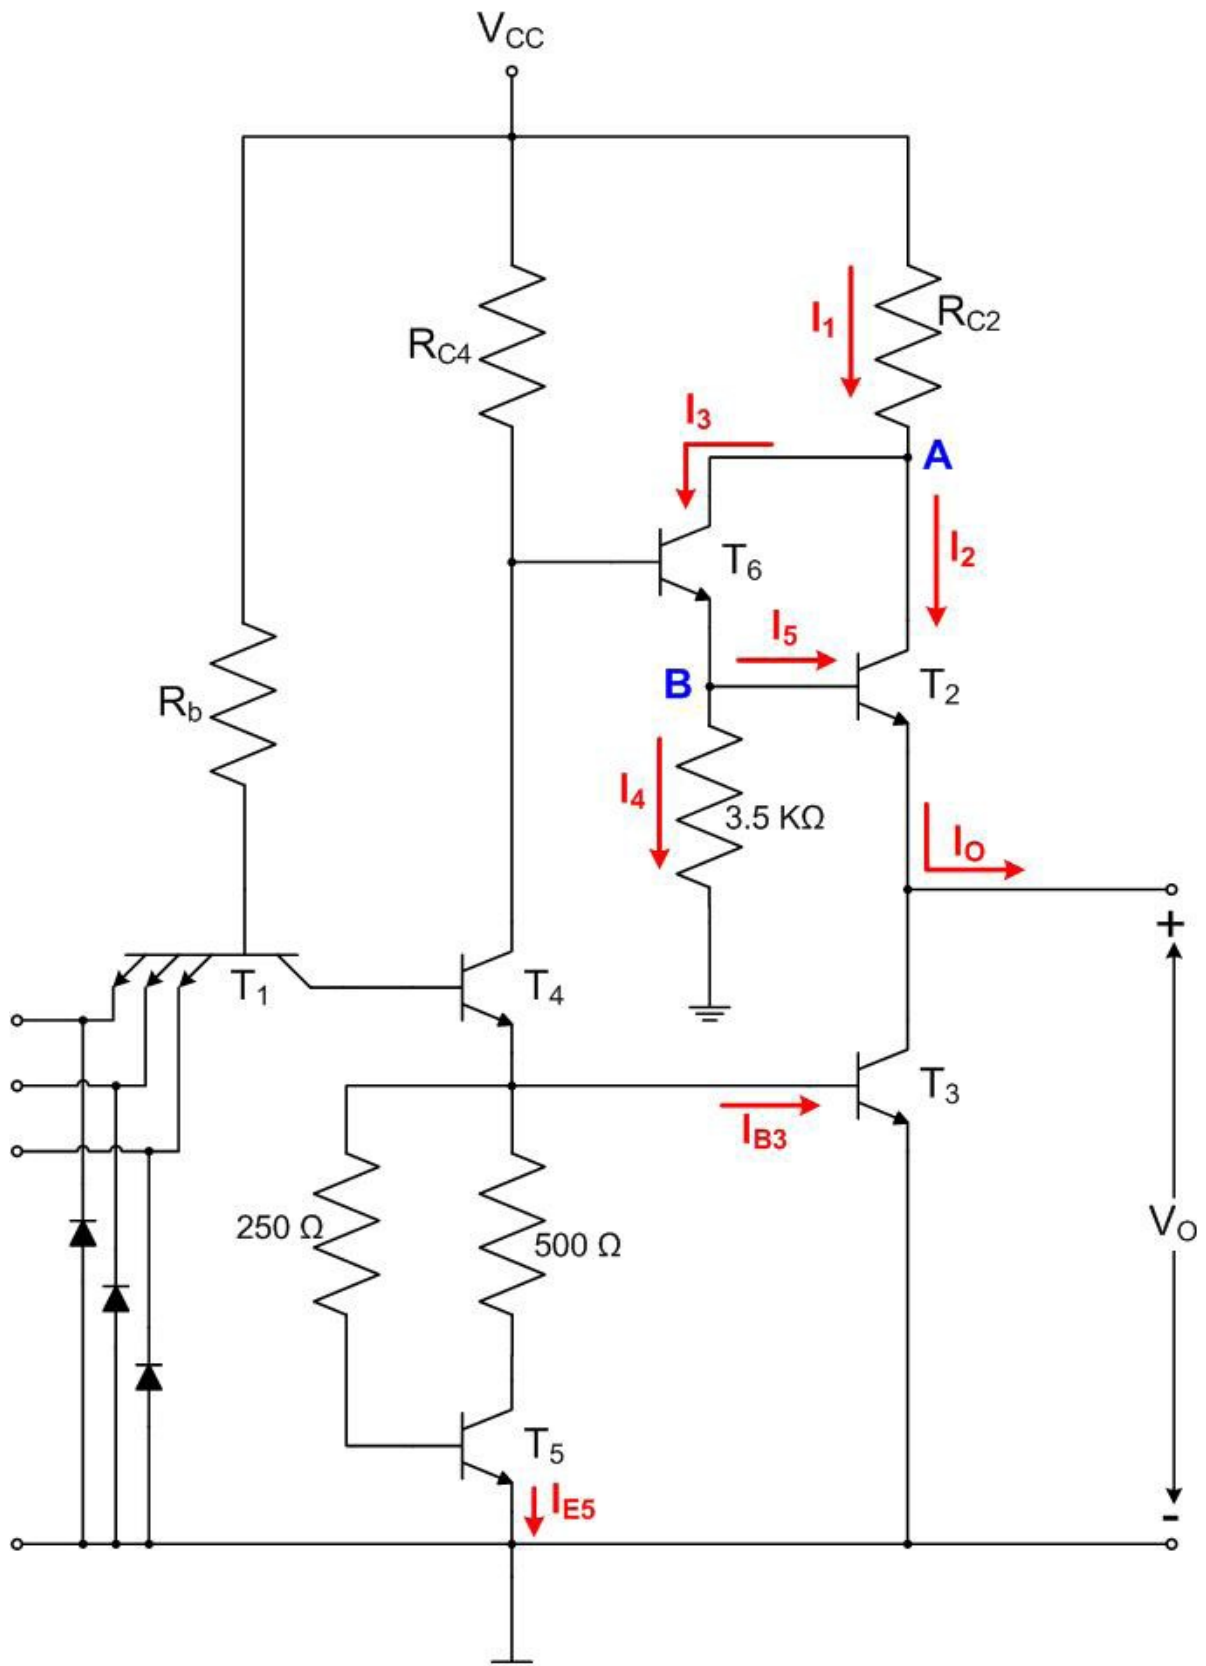 VCC
RC4
I1
RC2
I3
A
T6
I2
I5
B
T2
Rb
I4
3.5 KΩ
IO
+
T1
T4
T3
IB3
250 Ω
500 Ω
VO
T5
IE5
-